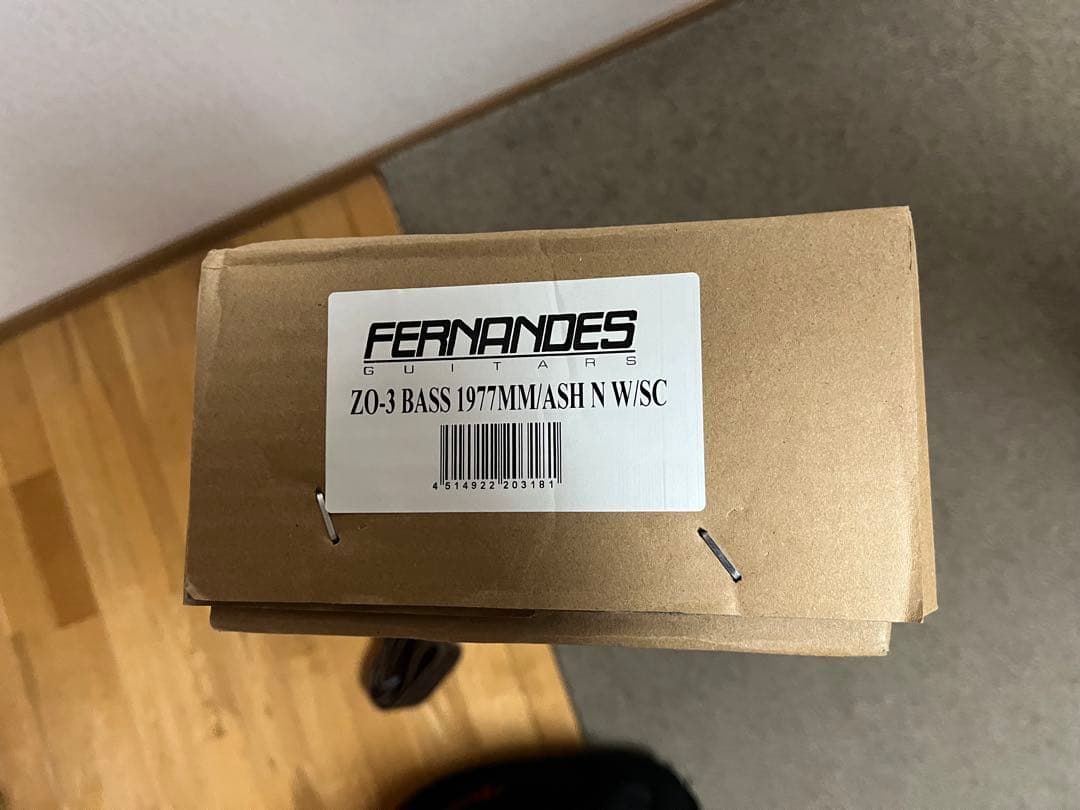 FERNANDES
GUITARS
ZO-3 BASS 1977MM/ASH N W/SC
4 514922 203181